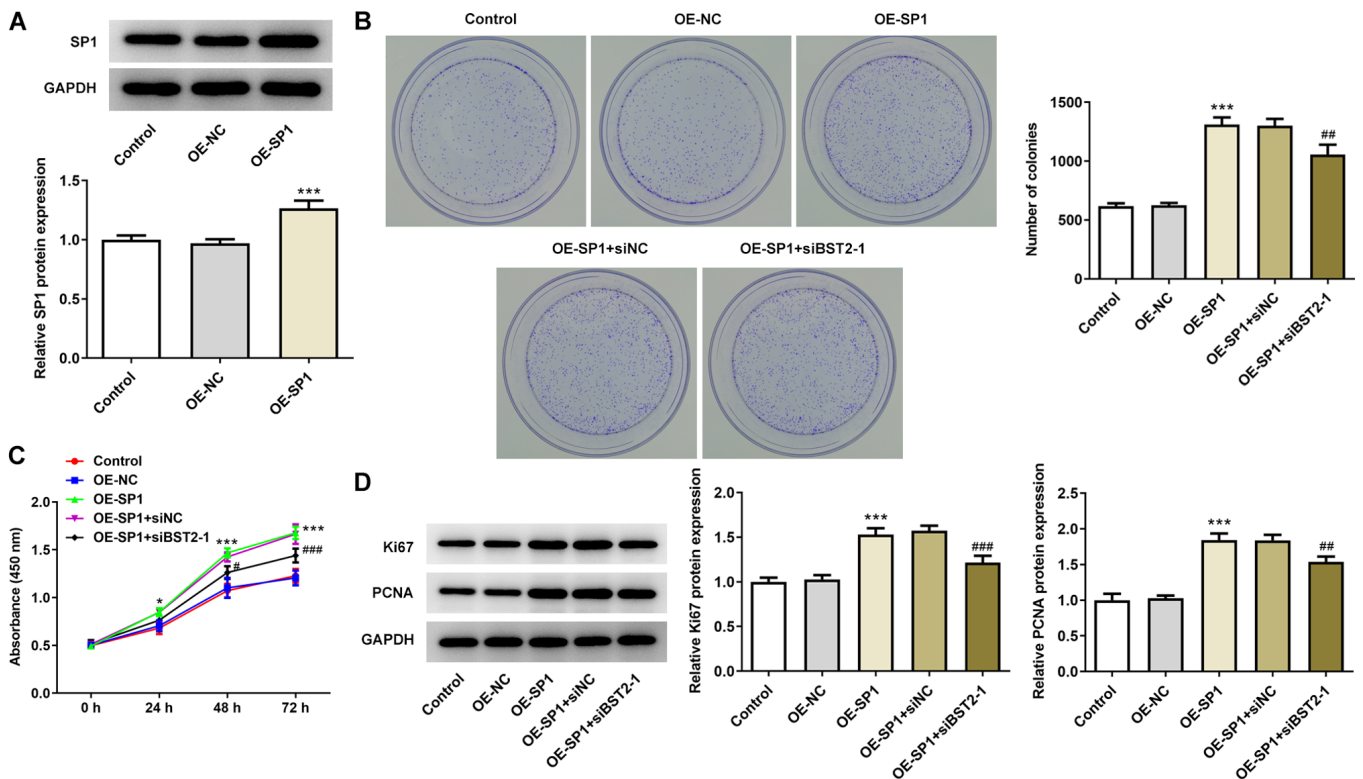 A
SP1
GAPDH
Control
OE-NC
OE-SP1
Relative SP1 protein expression
1.5
1.0
0.5
0.0
***
Control
OE-NC
OE-SP1
B
Control
OE-NC
OE-SP1
OE-SP1+siNC
OE-SP1+siBST2-1
Number of colonies
1500
1000
500
0
***
##
Control
OE-NC
OE-SP1
OE-SP1+siNC
OE-SP1+siBST2-1
C
Control
OE-NC
OE-SP1
OE-SP1+siNC
OE-SP1+siBST2-1
Absorbance (450 nm)
2.0
1.5
1.0
0.5
0.0
*
***
#
***
###
0 h
24 h
48 h
72 h
D
Ki67
PCNA
GAPDH
Control
OE-NC
OE-SP1
OE-SP1+siNC
OE-SP1+siBST2-1
Relative Ki67 protein expression
2.0
1.5
1.0
0.5
0.0
***
###
Control
OE-NC
OE-SP1
OE-SP1+siNC
OE-SP1+siBST2-1
Relative PCNA protein expression
2.5
2.0
1.5
1.0
0.5
0.0
***
##
Control
OE-NC
OE-SP1
OE-SP1+siNC
OE-SP1+siBST2-1